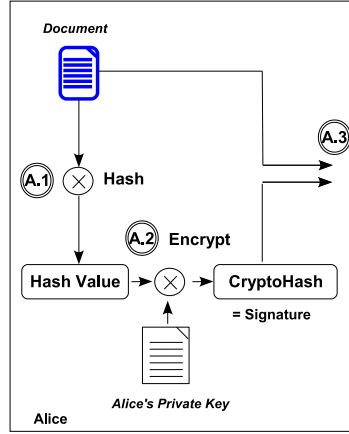 Document
A.3
A.1
Hash
A.2
Encrypt
Hash Value
CryptoHash
= Signature
Alice's Private Key
Alice